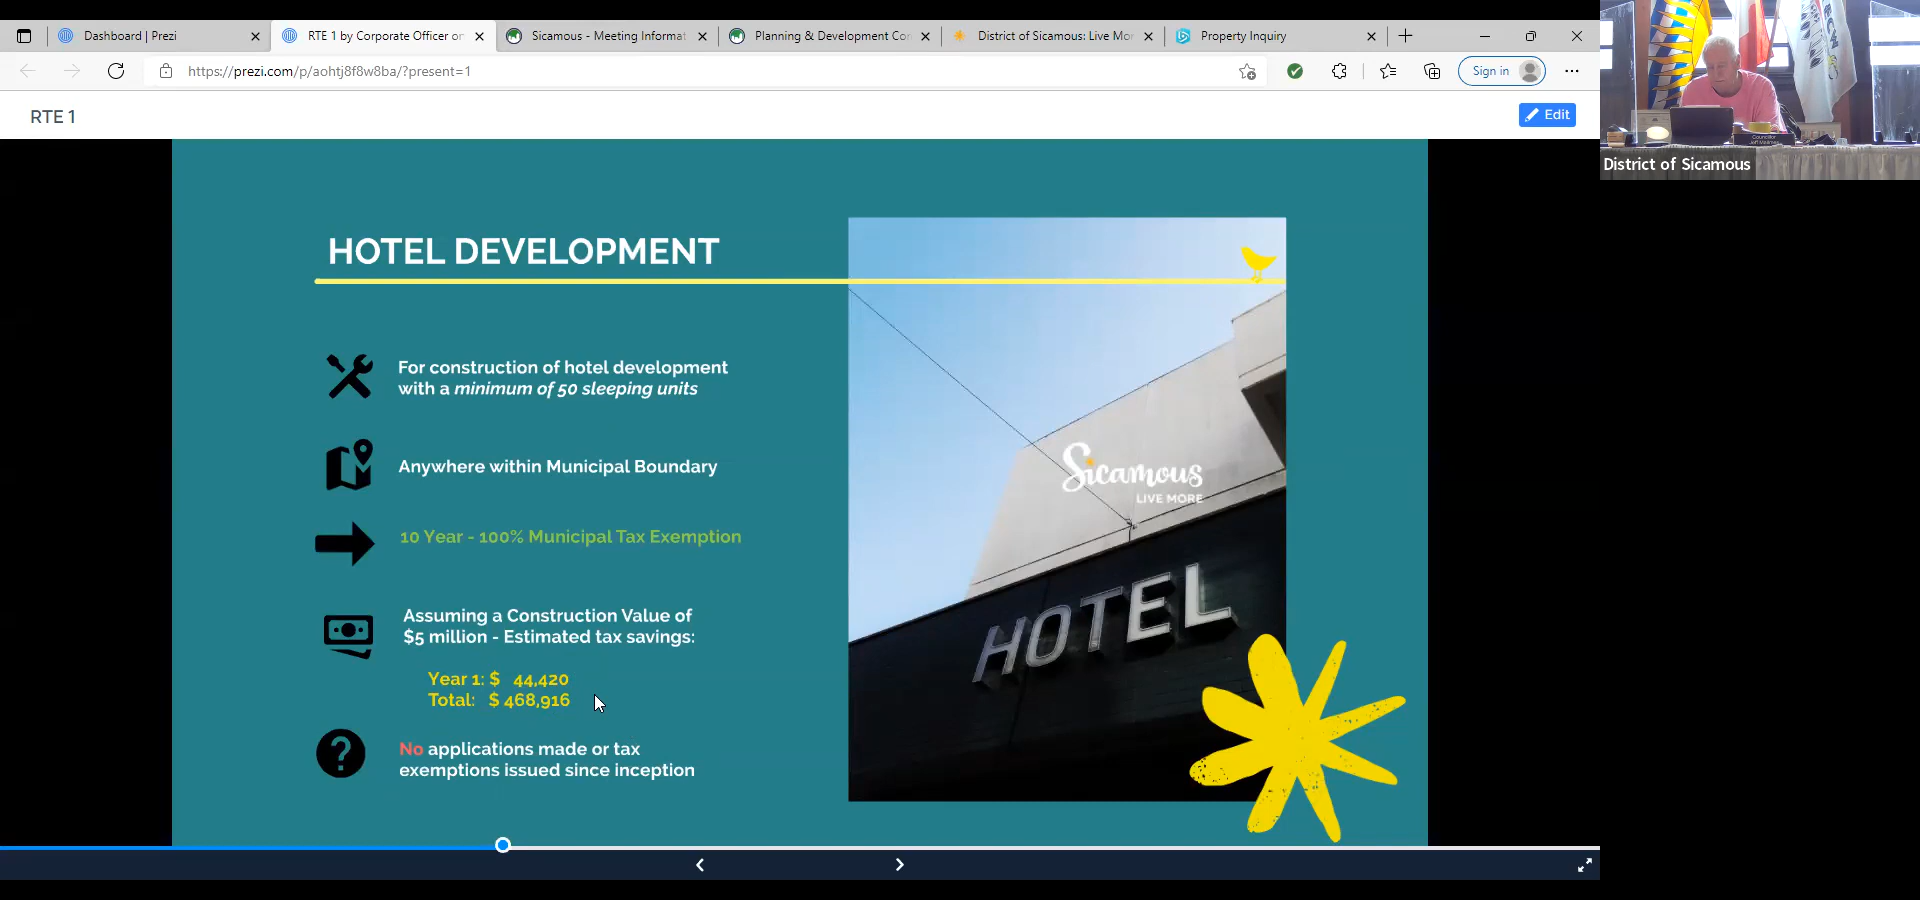 Dashboard | Prezi
RTE 1 by Corporate Officer on
Sicamous - Meeting Informat
Planning & Development Co
District of Sicamous: Live Mo
Property Inquiry
https://prezi.com/p/aohtj8f8w8ba/?present=1
Sign in
RTE 1
Edit
District of Sicamous
HOTEL DEVELOPMENT
For construction of hotel development
with a minimum of 50 sleeping units
Anywhere within Municipal Boundary
10 Year - 100% Municipal Tax Exemption
Assuming a Construction Value of
$5 million - Estimated tax savings:
Year 1: $ 44,420
Total: $ 468,916
No applications made or tax
exemptions issued since inception
Sicamous
LIVE MORE
HOTEL